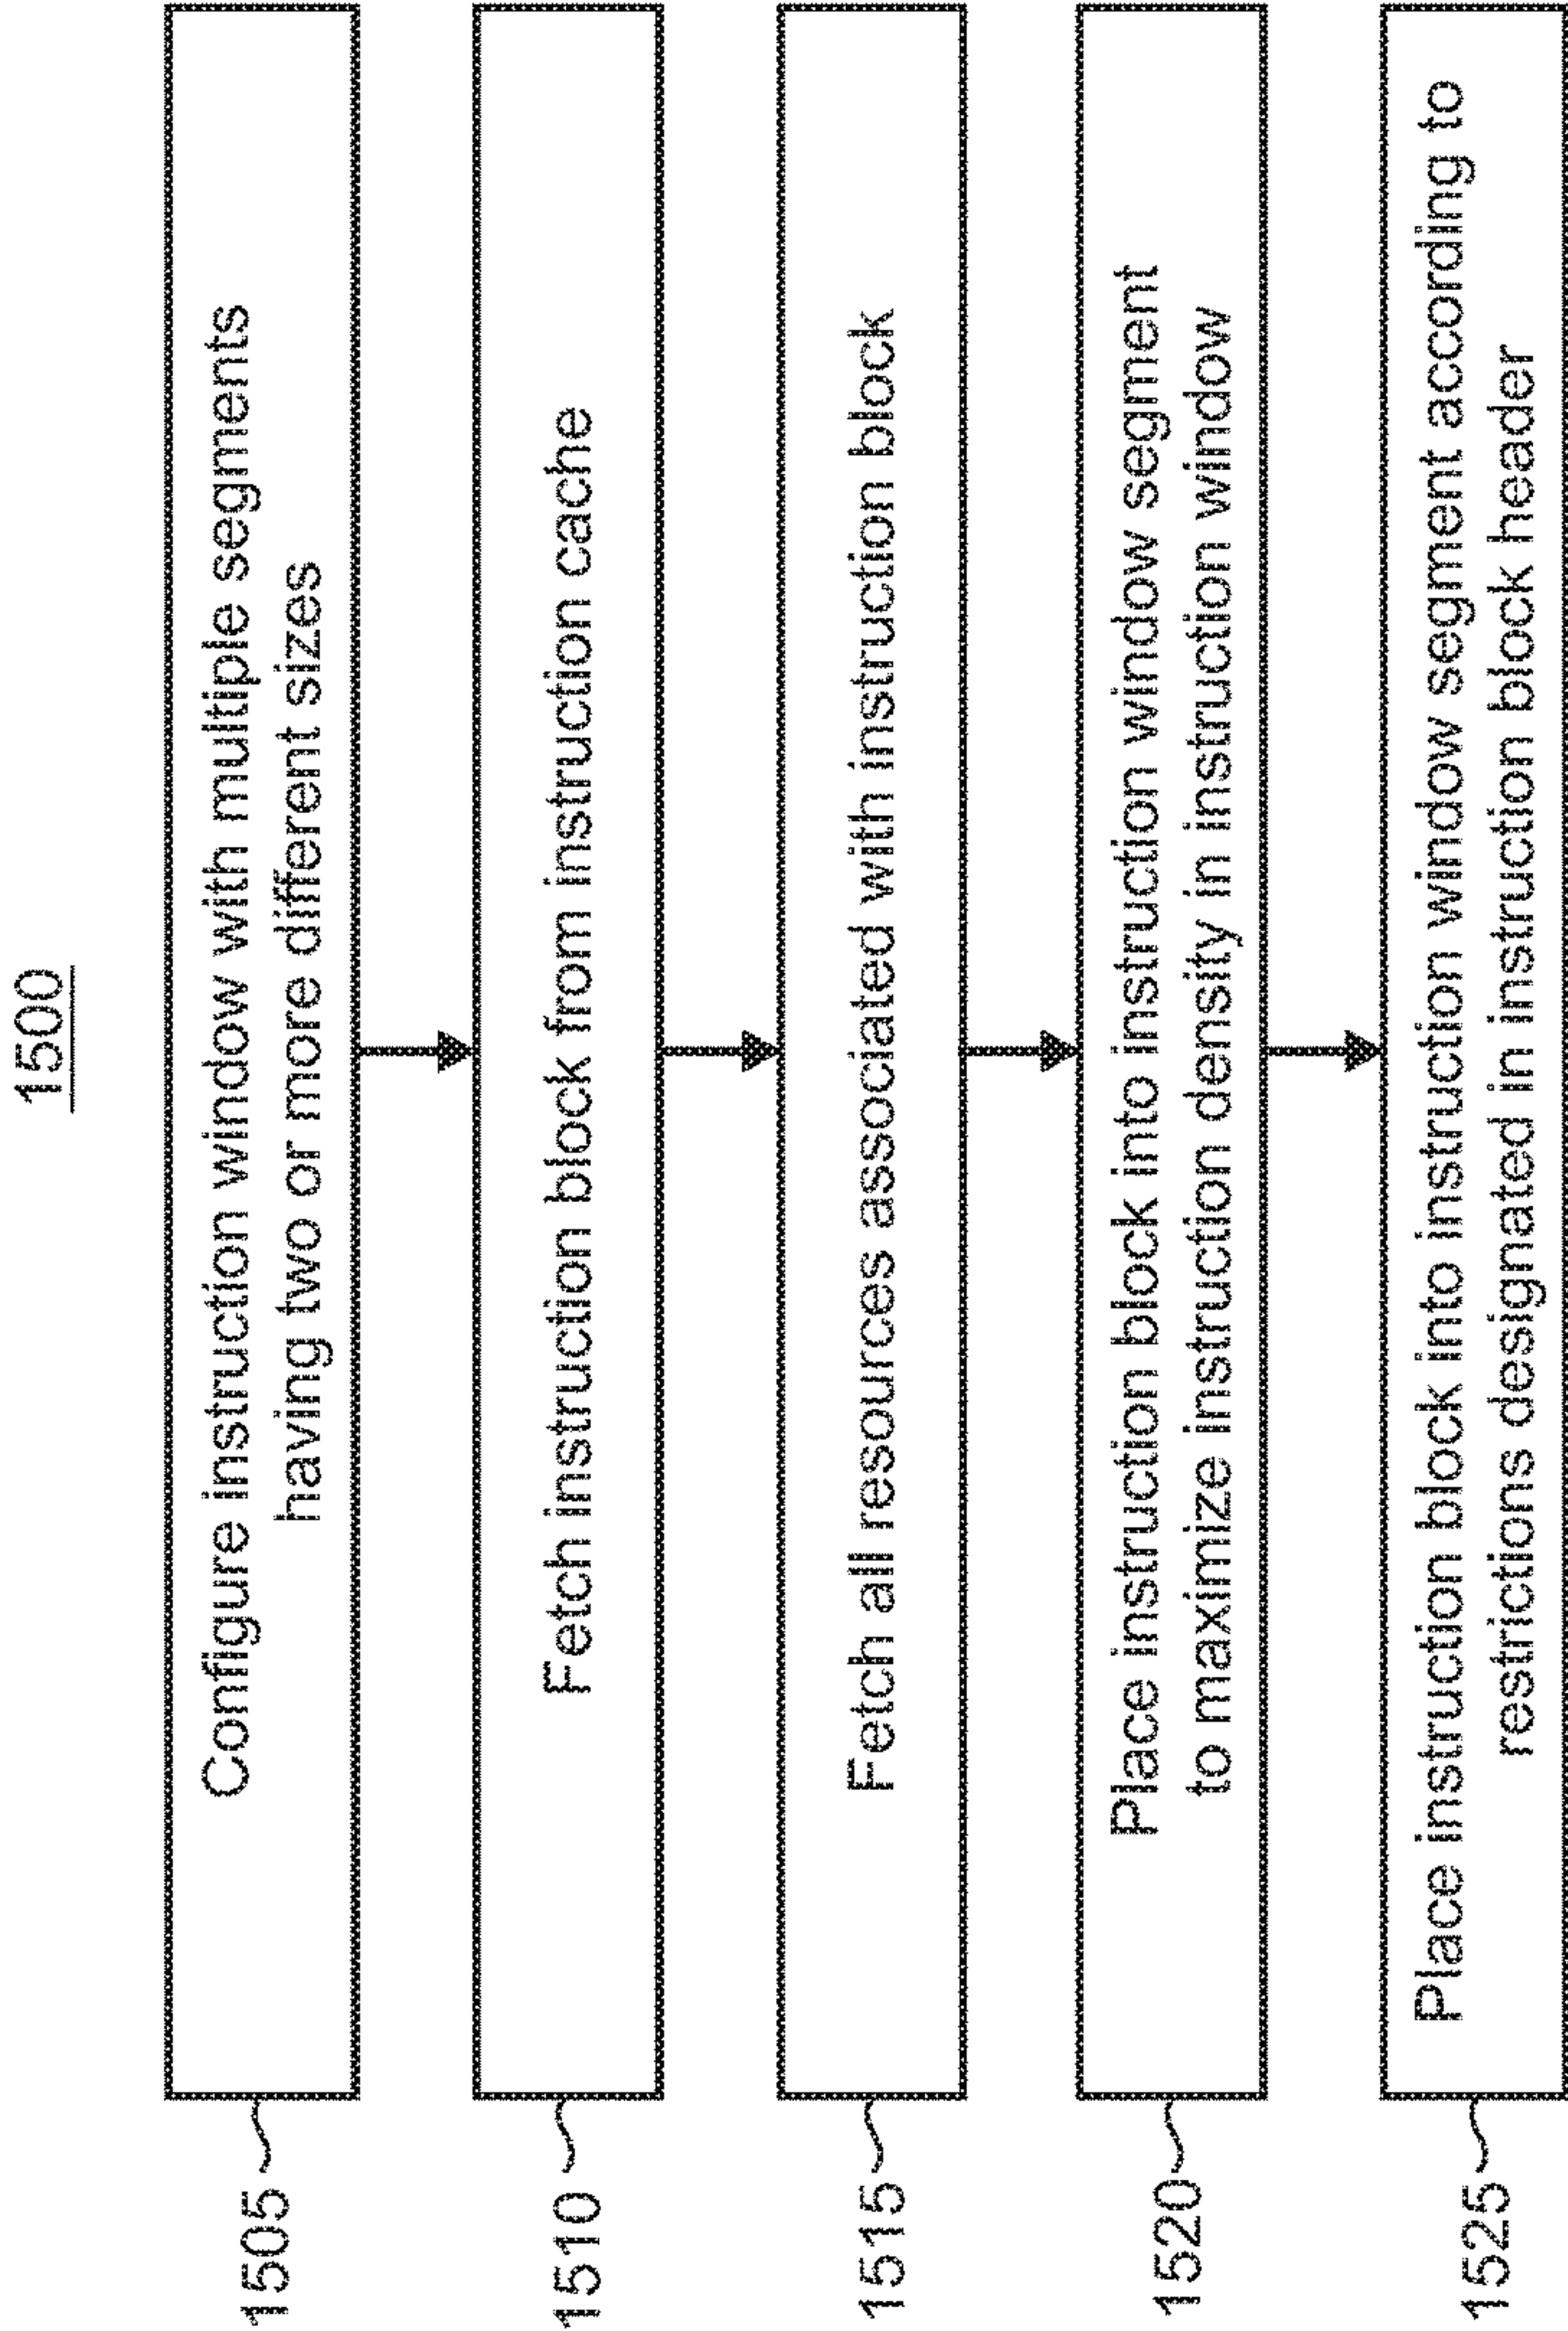 1500
1505
Configure instruction window with multiple segments
having two or more different sizes
1510
Fetch instruction block from instruction cache
1515
Fetch all resources associated with instruction block
1520
Place instruction block into instruction window segment
to maximize instruction density in instruction window
1525
Place instruction block into instruction window segment according to
restrictions designated in instruction block header